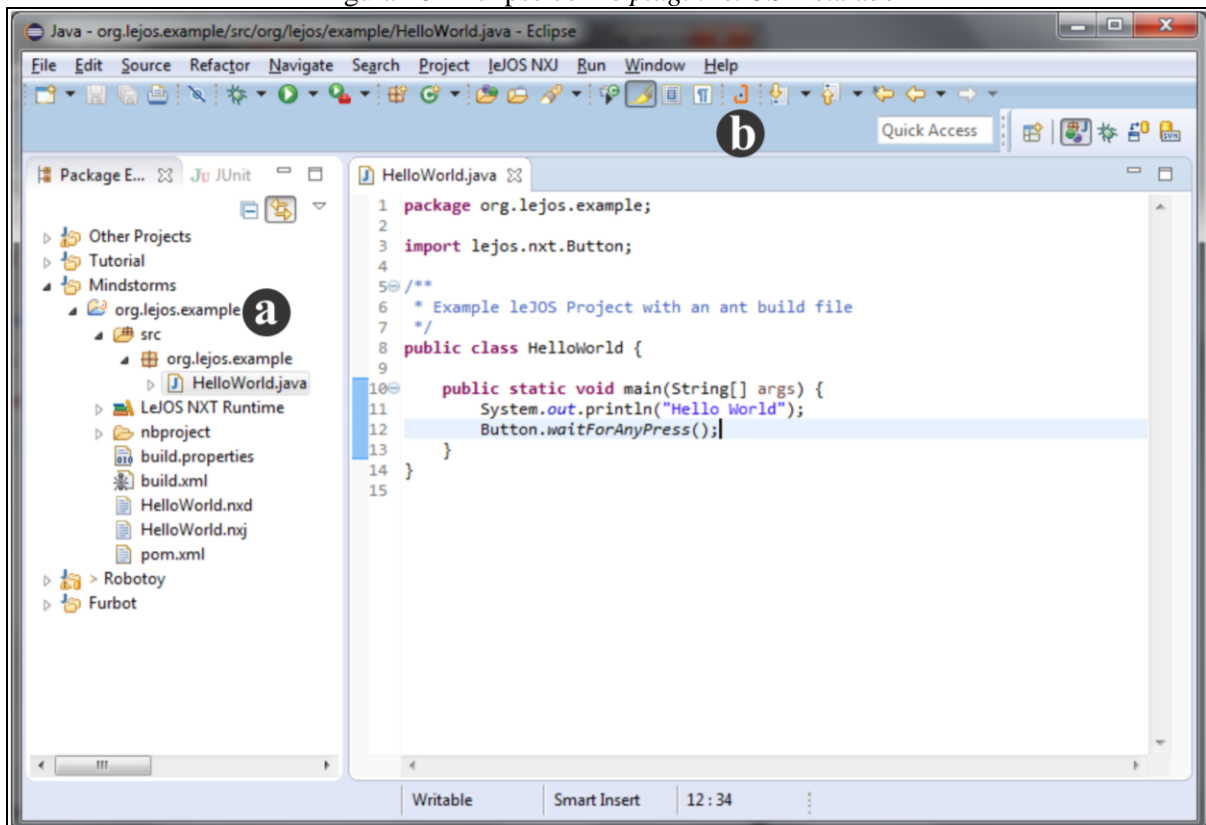 Java - org.lejos.example/src/org/lejos/example/HelloWorld.java - Eclipse
File Edit Source Refactor Navigate Search Project leJOS NXJ Run Window Help
b
Quick Access
Package E... Ju JUnit
HelloWorld.java
Other Projects
Tutorial
Mindstorms
org.lejos.example
a
src
org.lejos.example
HelloWorld.java
LeJOS NXT Runtime
nbproject
build.properties
build.xml
HelloWorld.nxd
HelloWorld.nxj
pom.xml
> Robotoy
Furbot
1 package org.lejos.example;
2
3 import lejos.nxt.Button;
4
5 /**
6 * Example leJOS Project with an ant build file
7 */
8 public class HelloWorld {
9
10 public static void main(String[] args) {
11 System.out.println("Hello World");
12 Button.waitForAnyPress();
13 }
14 }
15
Writable Smart Insert 12 : 34